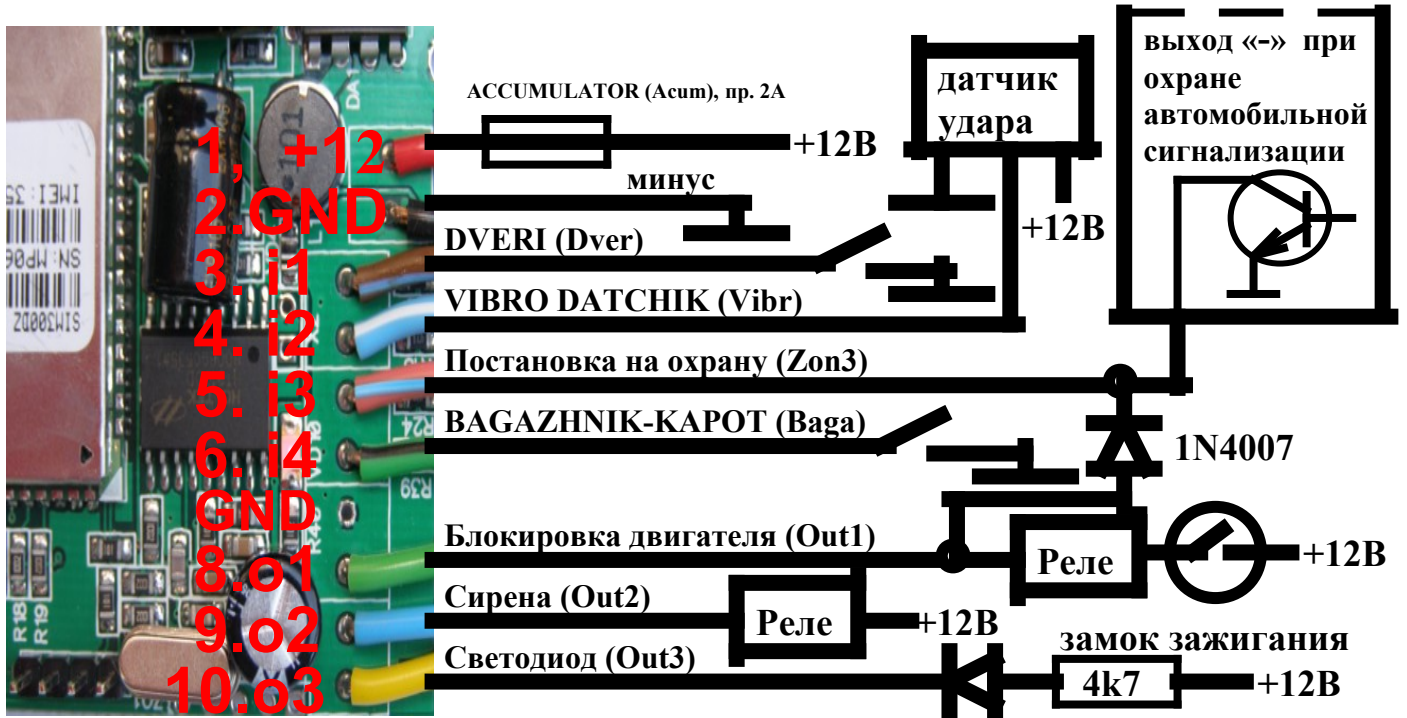 1, +12
2.GND
3. i1
4. i2
5. i3
6. i4
GND
8.o1
9.o2
10.o3
IMEI: 35
SIM300DZ
DA1
R24
R39
R18
R19
ACCUMULATOR (Acum), пр. 2А
+12В
минус
DVERI (Dver)
VIBRO DATCHIK (Vibr)
Постановка на охрану (Zon3)
BAGAZHNIK-KAPOT (Baga)
Блокировка двигателя (Out1)
Сирена (Out2)
Светодиод (Out3)
датчик
удара
+12В
выход «-» при
охране
автомобильной
сигнализации
1N4007
Реле
+12В
Реле
+12В
замок зажигания
4k7
+12В